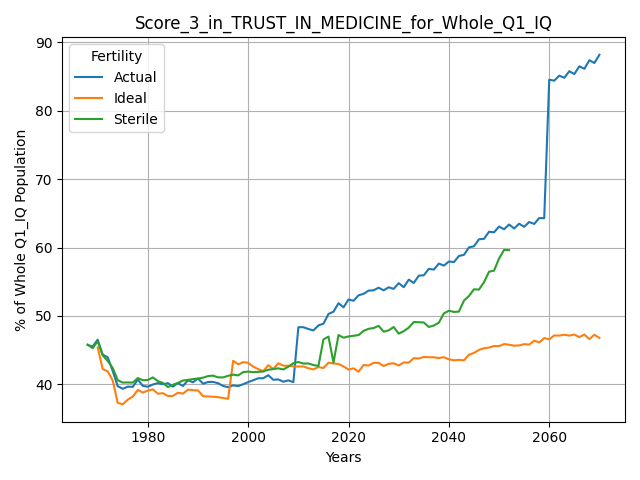 Score_3_in_TRUST_IN_MEDICINE_for_Whole_Q1_IQ
Fertility
Actual
Ideal
Sterile
% of Whole Q1_IQ Population
90
80
70
60
50
40
1980 2000 2020 2040 2060
Years